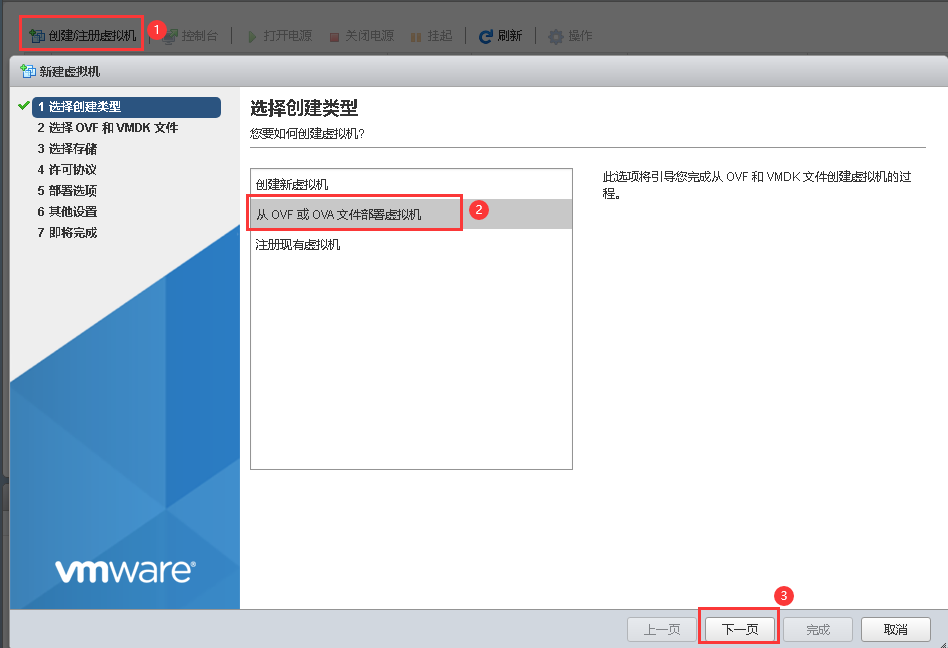 创建/注册虚拟机 1 控制台 打开电源 关闭电源 挂起 刷新 操作
新建虚拟机
1 选择创建类型
2 选择 OVF 和 VMDK 文件
3 选择存储
4 许可协议
5 部署选项
6 其他设置
7 即将完成
vmware®
选择创建类型
您要如何创建虚拟机?
创建新虚拟机
从 OVF 或 OVA 文件部署虚拟机 2
注册现有虚拟机
此选项将引导您完成从 OVF 和 VMDK 文件创建虚拟机的过
程。
3
上一页 下一页 完成 取消